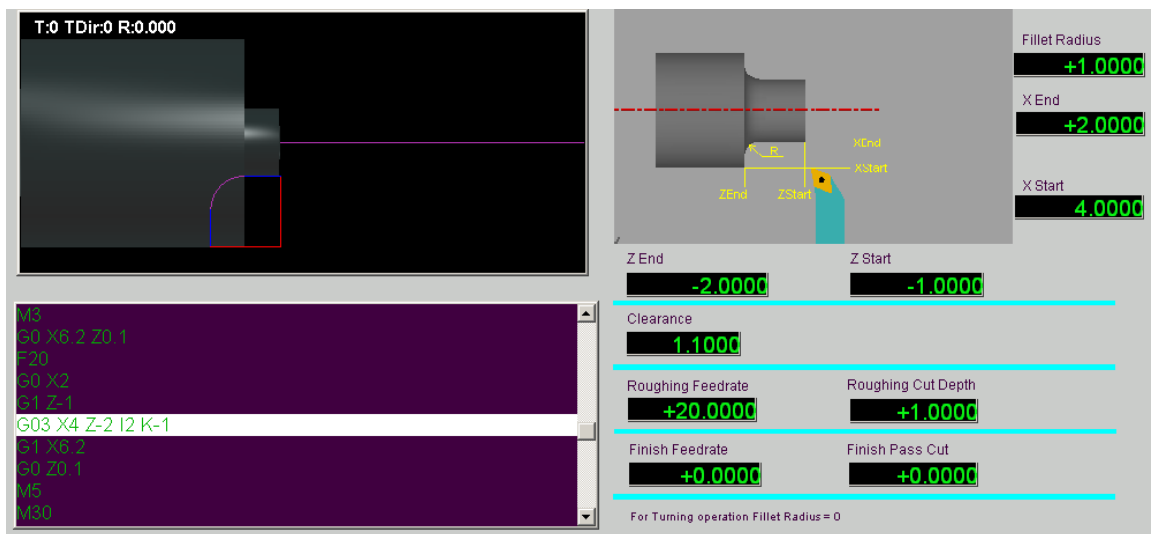 T:0 TDir:0 R:0.000
M3
G0 X6.2 Z0.1
F20
G0 X2
G1 Z-1
G03 X4 Z-2 I2 K-1
G1 X6.2
G0 Z0.1
M5
M30
R
XEnd
XStart
ZEnd
ZStart
Fillet Radius
+1.0000
X End
+2.0000
X Start
4.0000
Z End
Z Start
-2.0000
-1.0000
Clearance
1.1000
Roughing Feedrate
Roughing Cut Depth
+20.0000
+1.0000
Finish Feedrate
Finish Pass Cut
+0.0000
+0.0000
For Turning operation Fillet Radius = 0